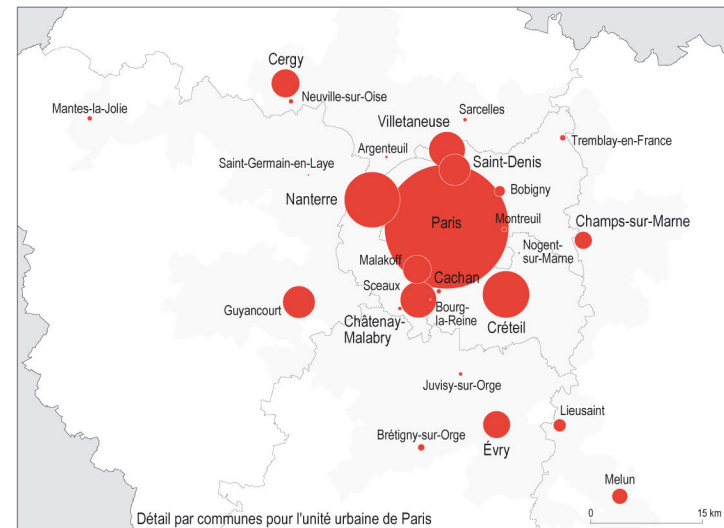 Cergy
Neuville-sur-Oise
Mantes-la-Jolie
Sarcelles
Villetaneuse
Tremblay-en-France
Argenteuil
Saint-Denis
Saint-Germain-en-Laye
Bobigny
Nanterre
Paris
Montreuil
Champs-sur-Marne
Nogent-
sur-Marne
Malakoff
Cachan
Sceaux
Guyancourt
Bourg-
la-Reine
Châtenay-
Malabry
Créteil
Juvisy-sur-Orge
Lieusaint
Brétigny-sur-Orge
Évry
Melun
Détail par communes pour l'unité urbaine de Paris
0
15 km